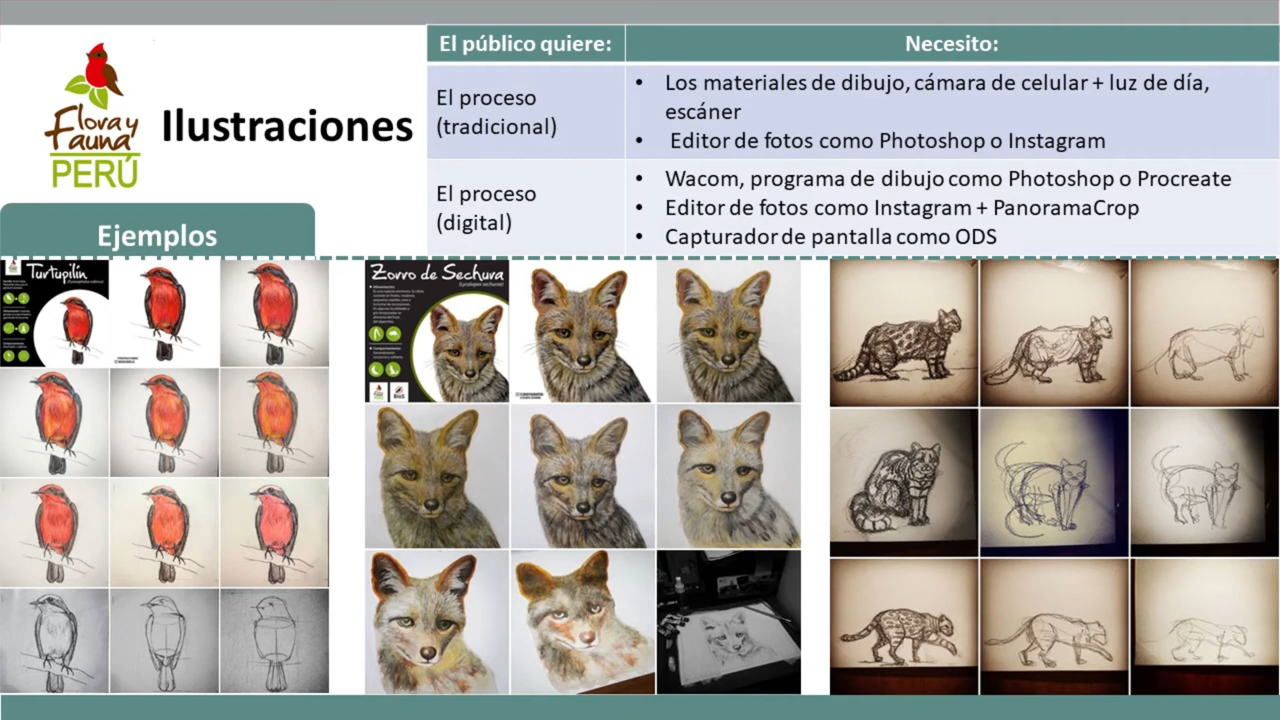 Flora y
Fauna
PERÚ
Ilustraciones
El público quiere:
Necesito:
El proceso
(tradicional)
• Los materiales de dibujo, cámara de celular + luz de día,
escáner
• Editor de fotos como Photoshop o Instagram
El proceso
(digital)
• Wacom, programa de dibujo como Photoshop o Procreate
• Editor de fotos como Instagram + PanoramaCrop
• Capturador de pantalla como ODS
Ejemplos
Turtupilín
Zorro de Sechura
(Lycalopex sechurae)